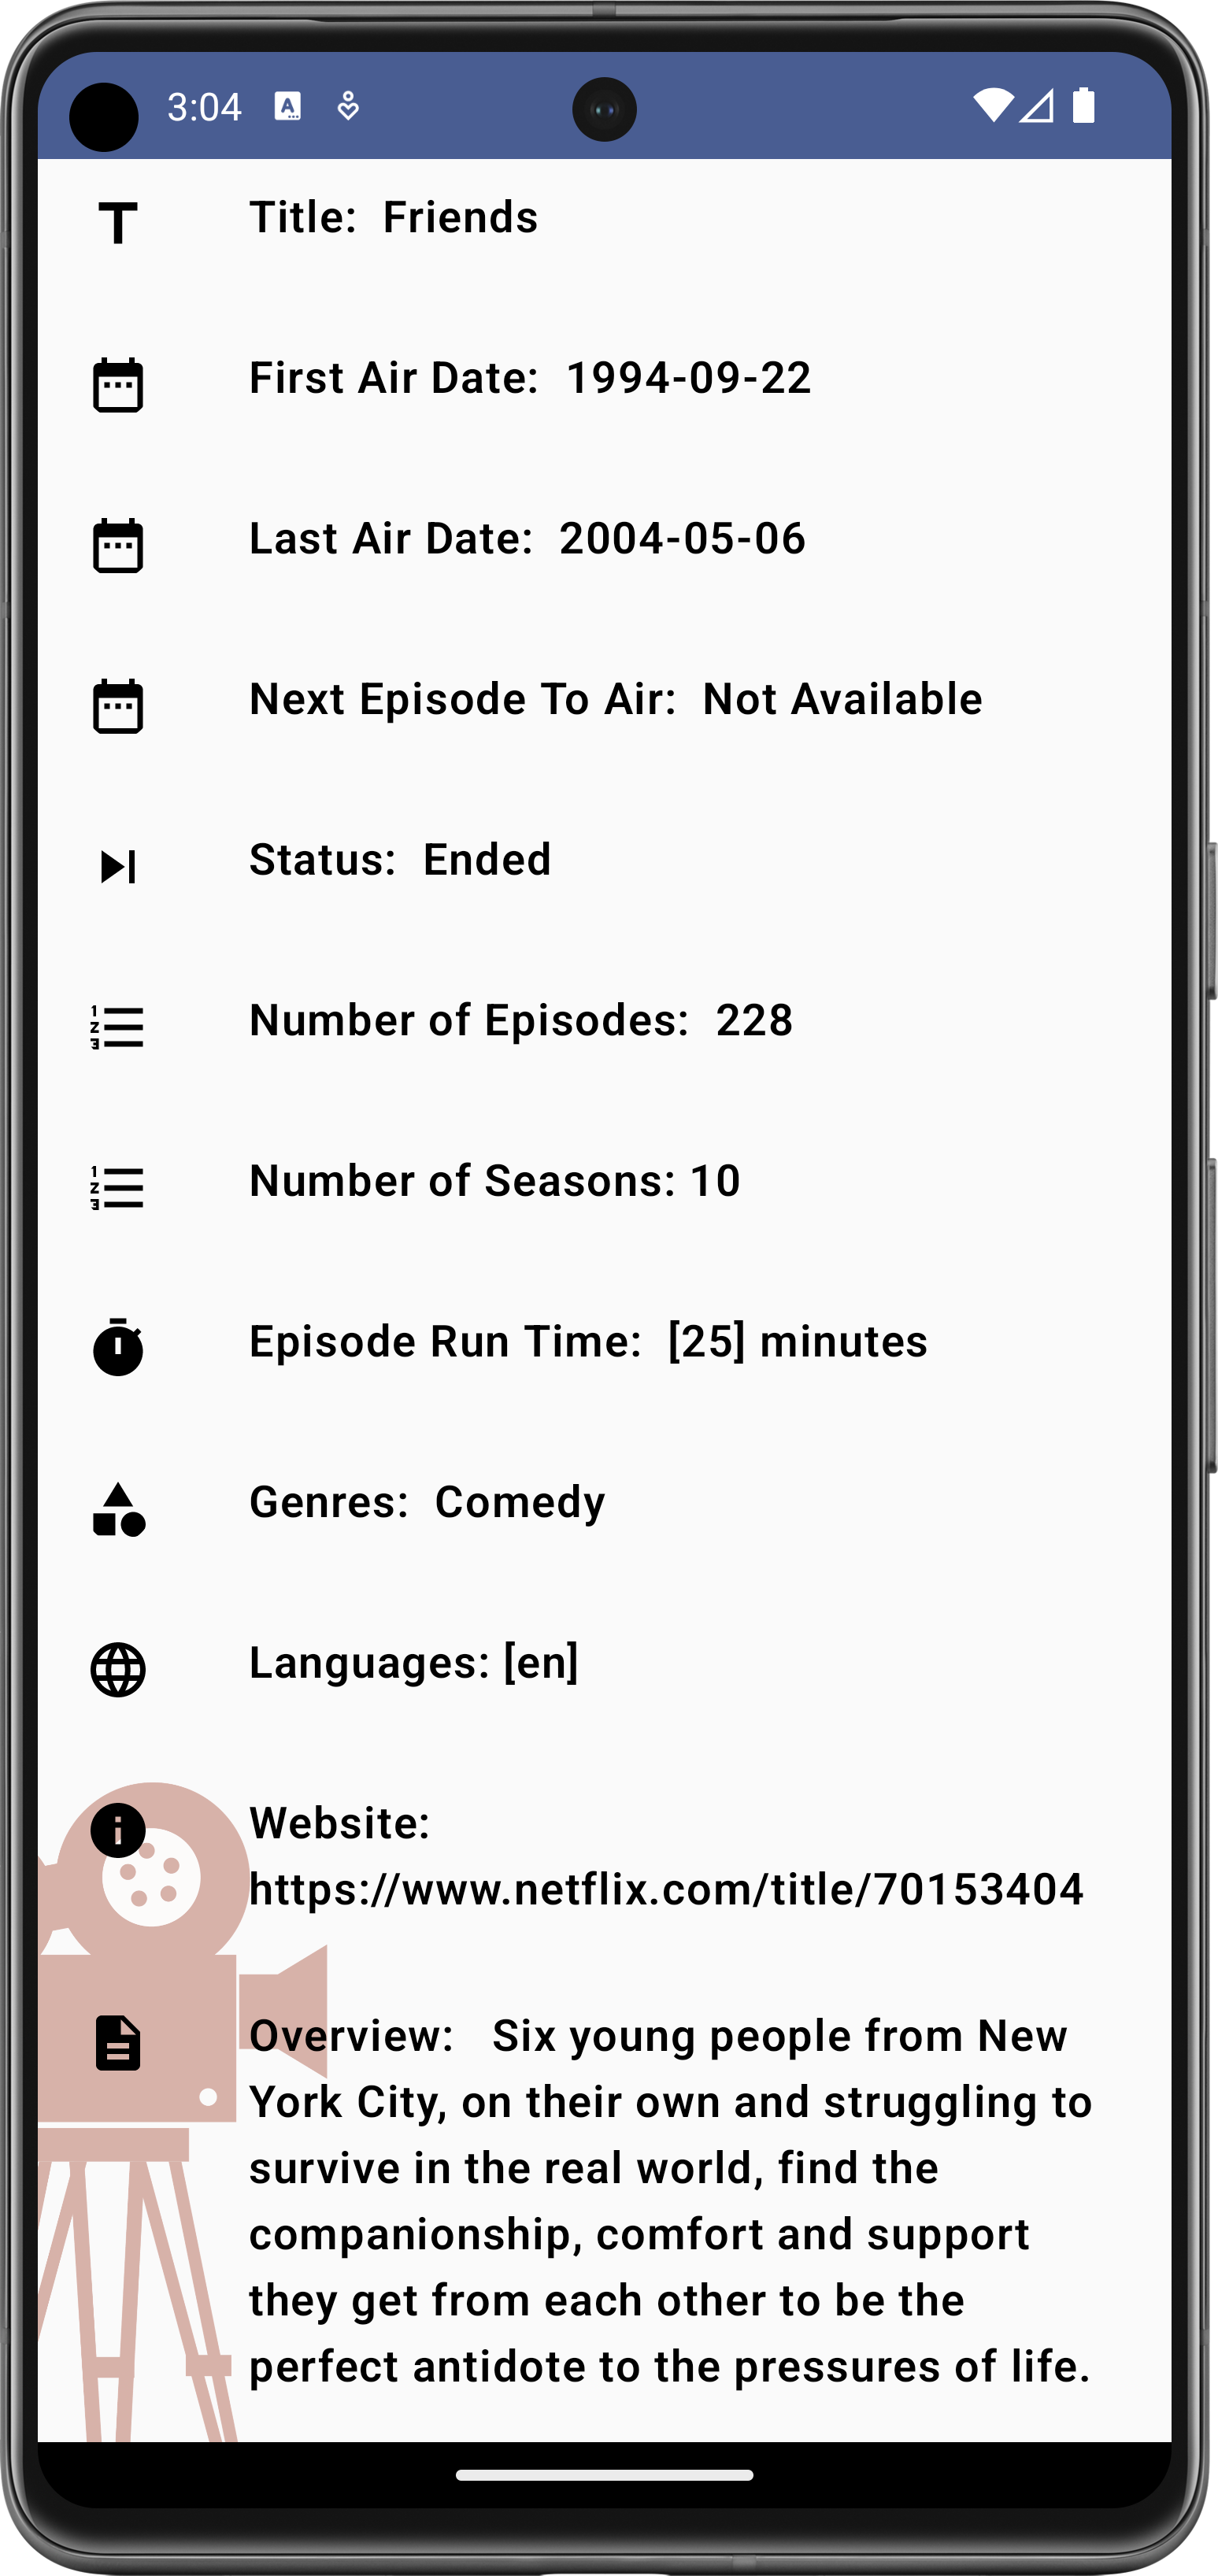 3:04
Title: Friends
First Air Date: 1994-09-22
Last Air Date: 2004-05-06
Next Episode To Air: Not Available
Status: Ended
Number of Episodes: 228
Number of Seasons: 10
Episode Run Time: [25] minutes
Genres: Comedy
Languages: [en]
Website:
https://www.netflix.com/title/70153404
Overview: Six young people from New
York City, on their own and struggling to
survive in the real world, find the
companionship, comfort and support
they get from each other to be the
perfect antidote to the pressures of life.